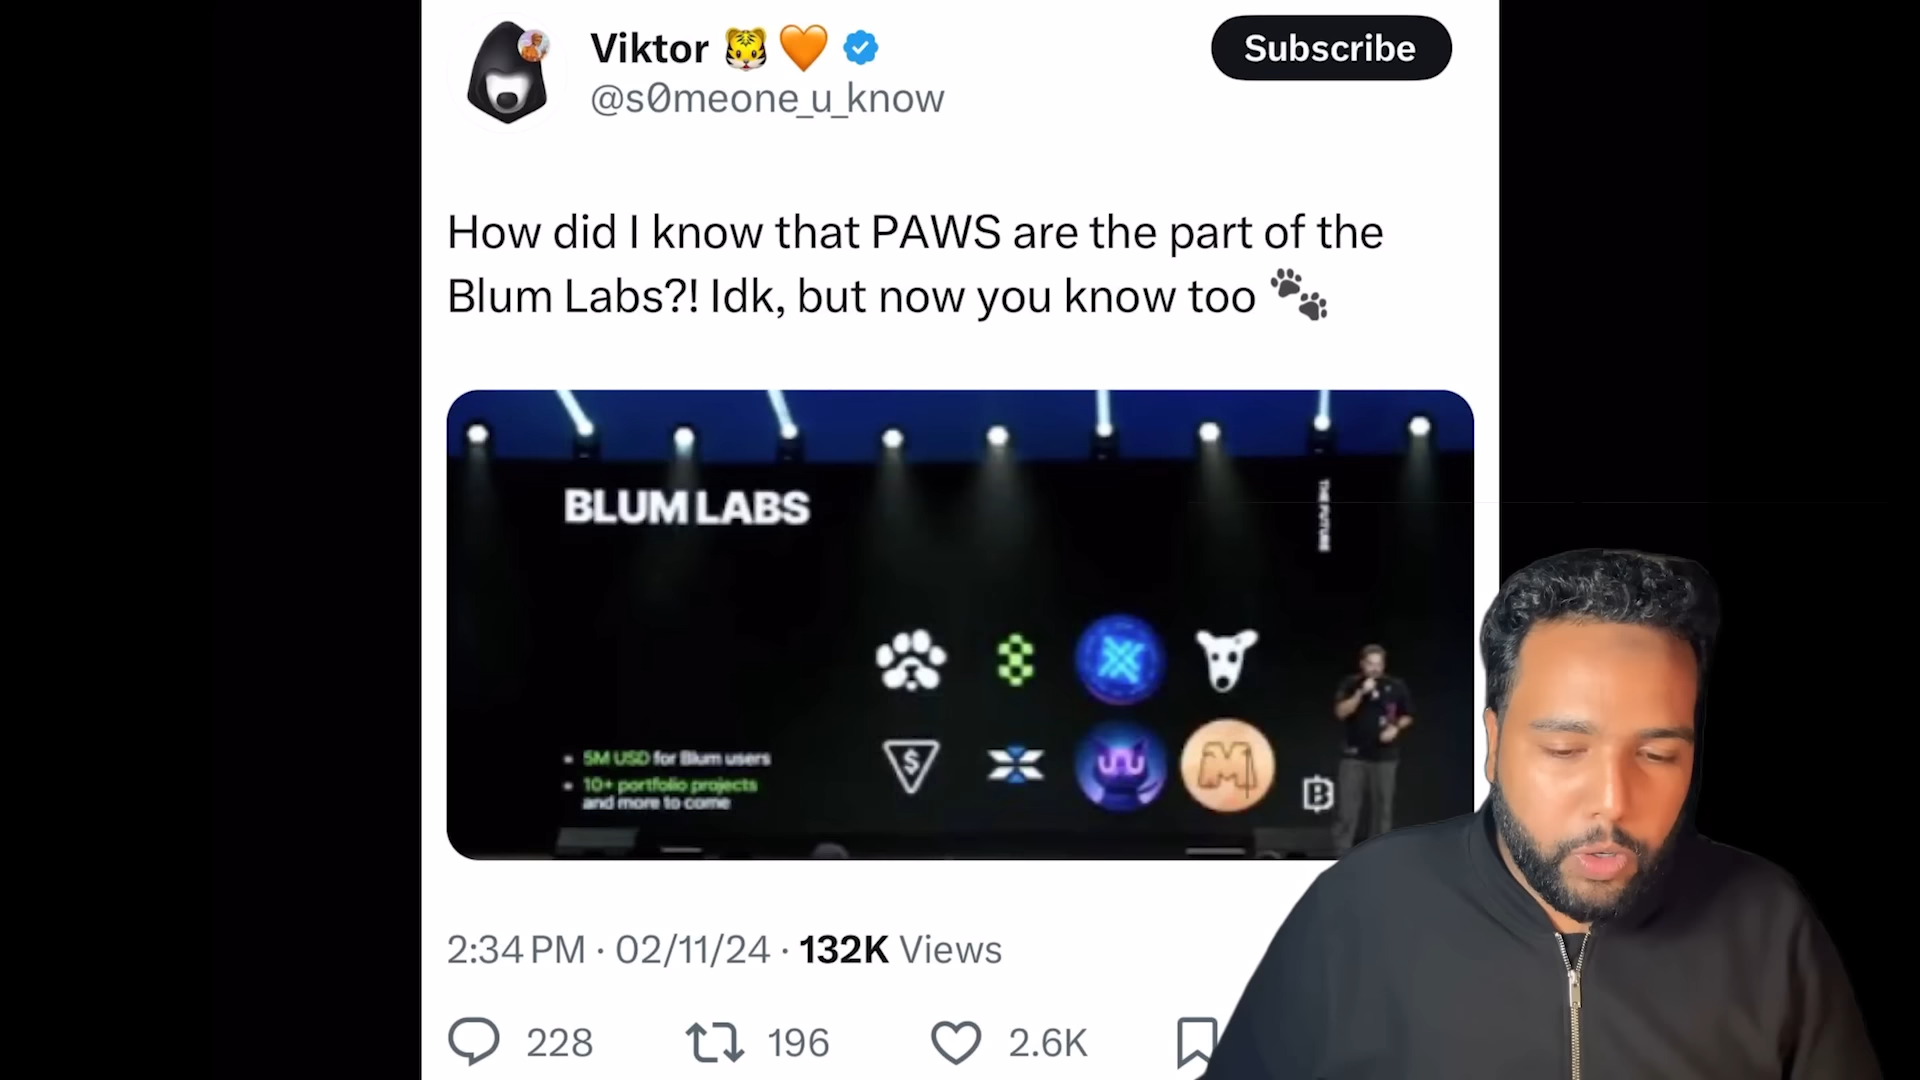 Viktor 🐯 🧡
Subscribe
@s0meone_u_know
How did I know that PAWS are the part of the
Blum Labs?! Idk, but now you know too 🐾
BLUM LABS
THE FUTURE
• 5M USD for Blum users
• 10+ portfolio projects
and more to come
2:34 PM · 02/11/24 · 132K Views
228 196 2.6K